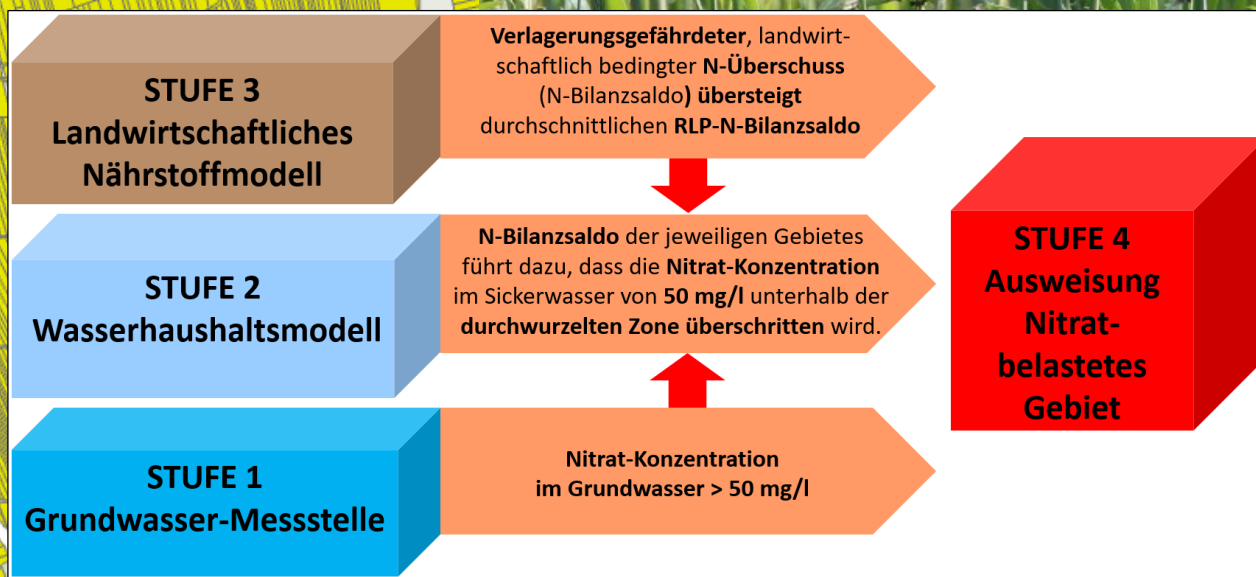 STUFE 3
Landwirtschaftliches
Nährstoffmodell
Verlagerungsgefährdeter, landwirt-
schaftlich bedingter N-Überschuss
(N-Bilanzsaldo) übersteigt
durchschnittlichen RLP-N-Bilanzsaldo
STUFE 2
Wasserhaushaltsmodell
N-Bilanzsaldo der jeweiligen Gebietes
führt dazu, dass die Nitrat-Konzentration
im Sickerwasser von 50 mg/l unterhalb der
durchwurzelten Zone überschritten wird.
STUFE 1
Grundwasser-Messstelle
Nitrat-Konzentration
im Grundwasser > 50 mg/l
STUFE 4
Ausweisung
Nitrat-
belastetes
Gebiet